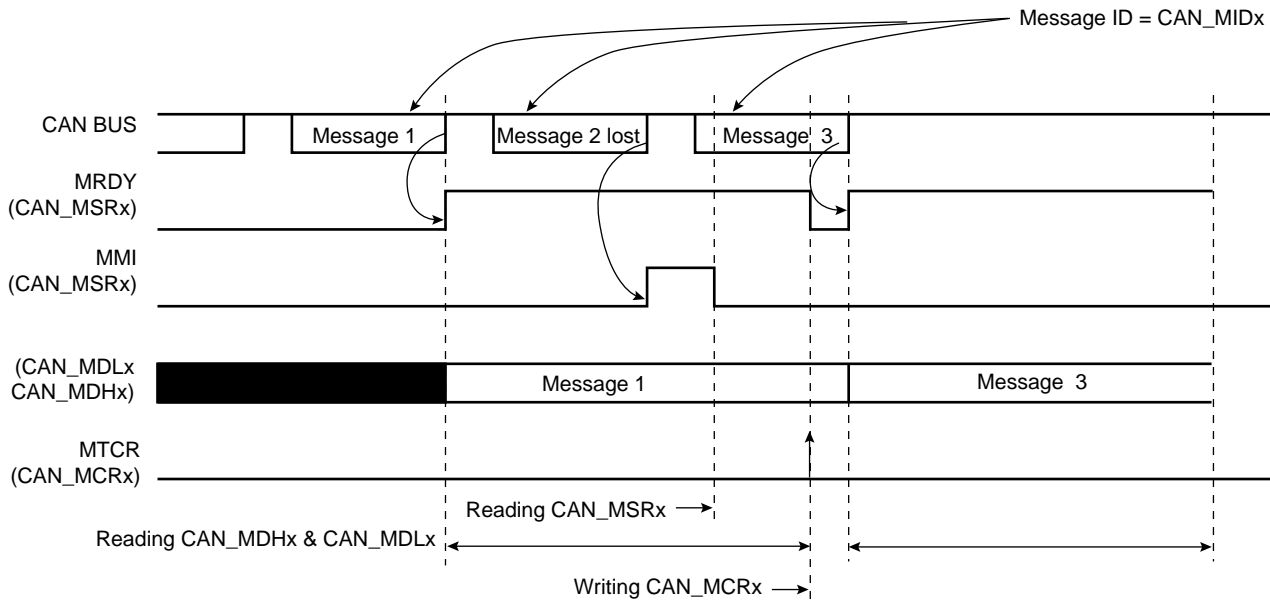 Message ID = CAN_MIDx
CAN BUS
Message 1
Message 2 lost
Message 3
MRDY
(CAN_MSRx)
MMI
(CAN_MSRx)
(CAN_MDLx
CAN_MDHx)
Message 1
Message 3
MTCR
(CAN_MCRx)
Reading CAN_MSRx
Reading CAN_MDHx & CAN_MDLx
Writing CAN_MCRx